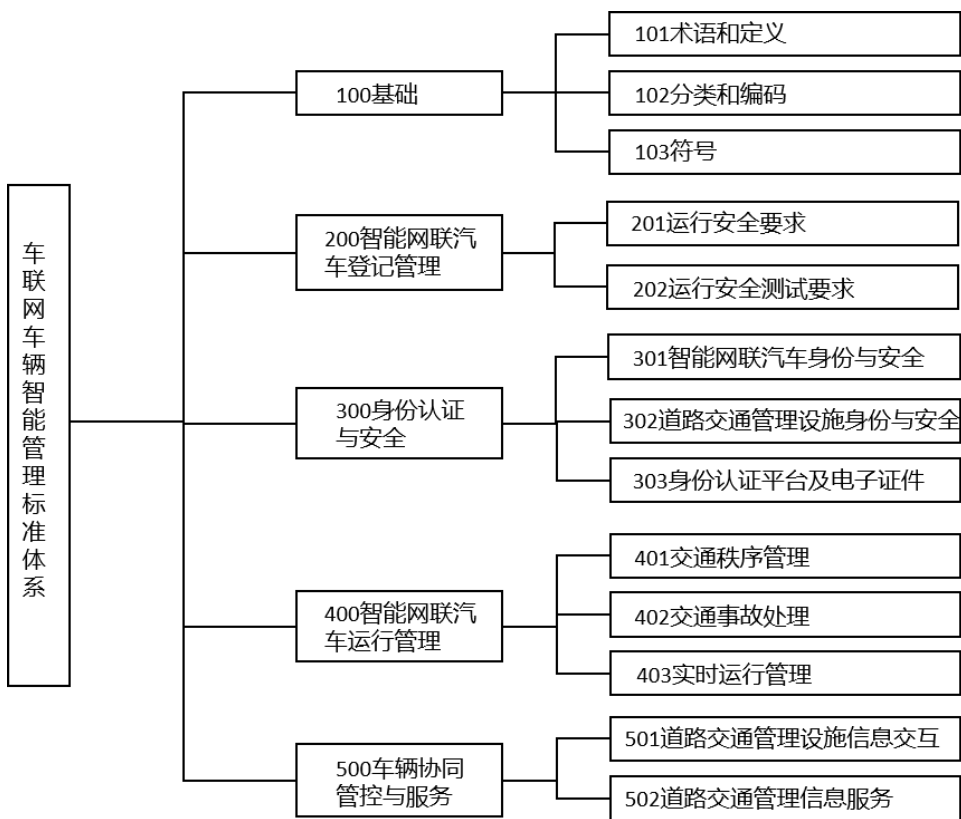 车联网车辆智能管理标准体系
100基础
101术语和定义
102分类和编码
103符号
200智能网联汽
车登记管理
201运行安全要求
202运行安全测试要求
300身份认证
与安全
301智能网联汽车身份与安全
302道路交通管理设施身份与安全
303身份认证平台及电子证件
400智能网联汽
车运行管理
401交通秩序管理
402交通事故处理
403实时运行管理
500车辆协同
管控与服务
501道路交通管理设施信息交互
502道路交通管理信息服务